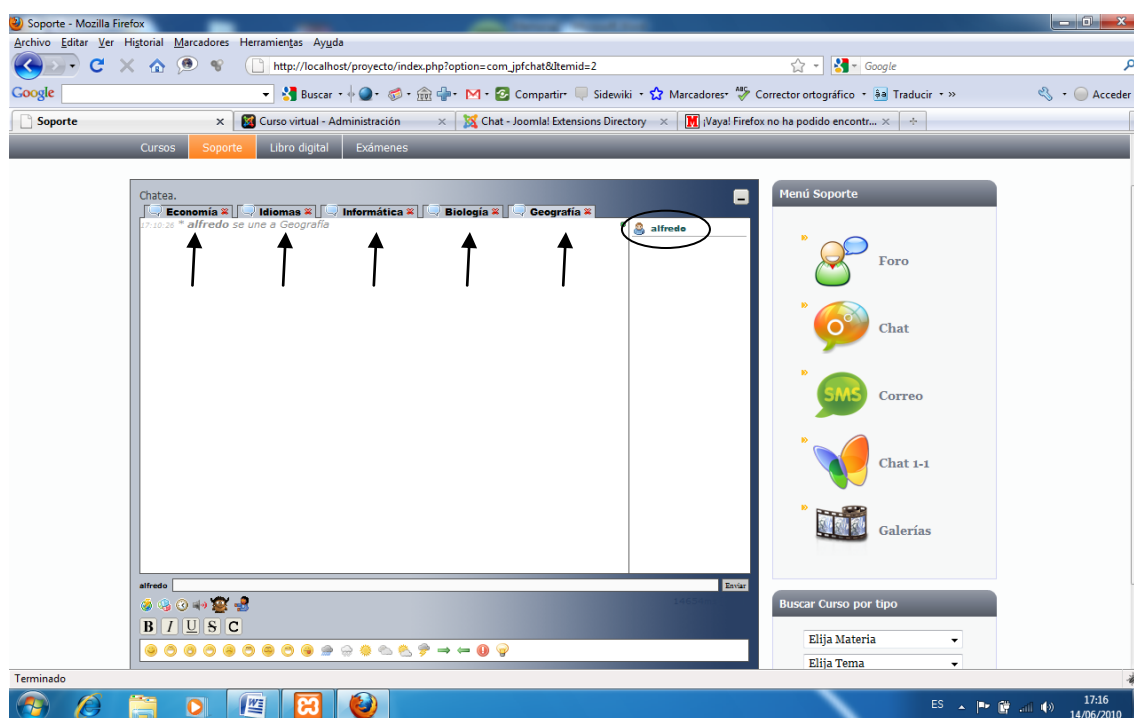 Soporte - Mozilla Firefox
Archivo Editar Ver Historial Marcadores Herramientas Ayuda
http://localhost/proyecto/index.php?option=com_jpfchat&Itemid=2
Google
Google
Buscar
Compartir
Sidewiki
Marcadores
Corrector ortográfico
Traducir
»
Acceder
Soporte
Curso virtual - Administración
Chat - Joomla! Extensions Directory
¡Vaya! Firefox no ha podido encontr...
Cursos Soporte Libro digital Exámenes
Chatea.
Economía Idiomas Informática Biología Geografía
17:10:26 * alfredo se une a Geografía
alfredo
alfredo
Enviar
B I U S C
Menú Soporte
Foro
Chat
SMS
Correo
Chat 1-1
Galerías
Buscar Curso por tipo
Elija Materia
Elija Tema
Terminado
ES
17:16
14/06/2010